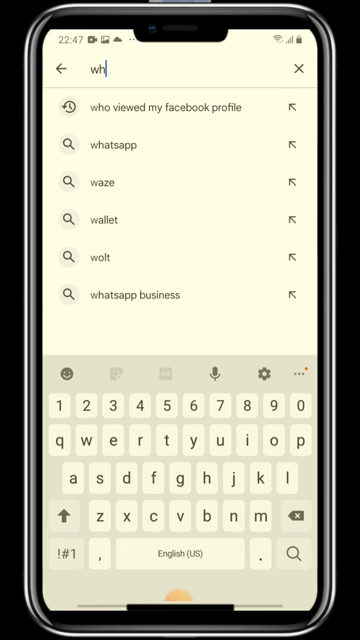 22:47
wh
who viewed my facebook profile
whatsapp
waze
wallet
wolt
whatsapp business
1 2 3 4 5 6 7 8 9 0
q w e r t y u i o p
a s d f g h j k l
z x c v b n m
!#1 , English (US) .